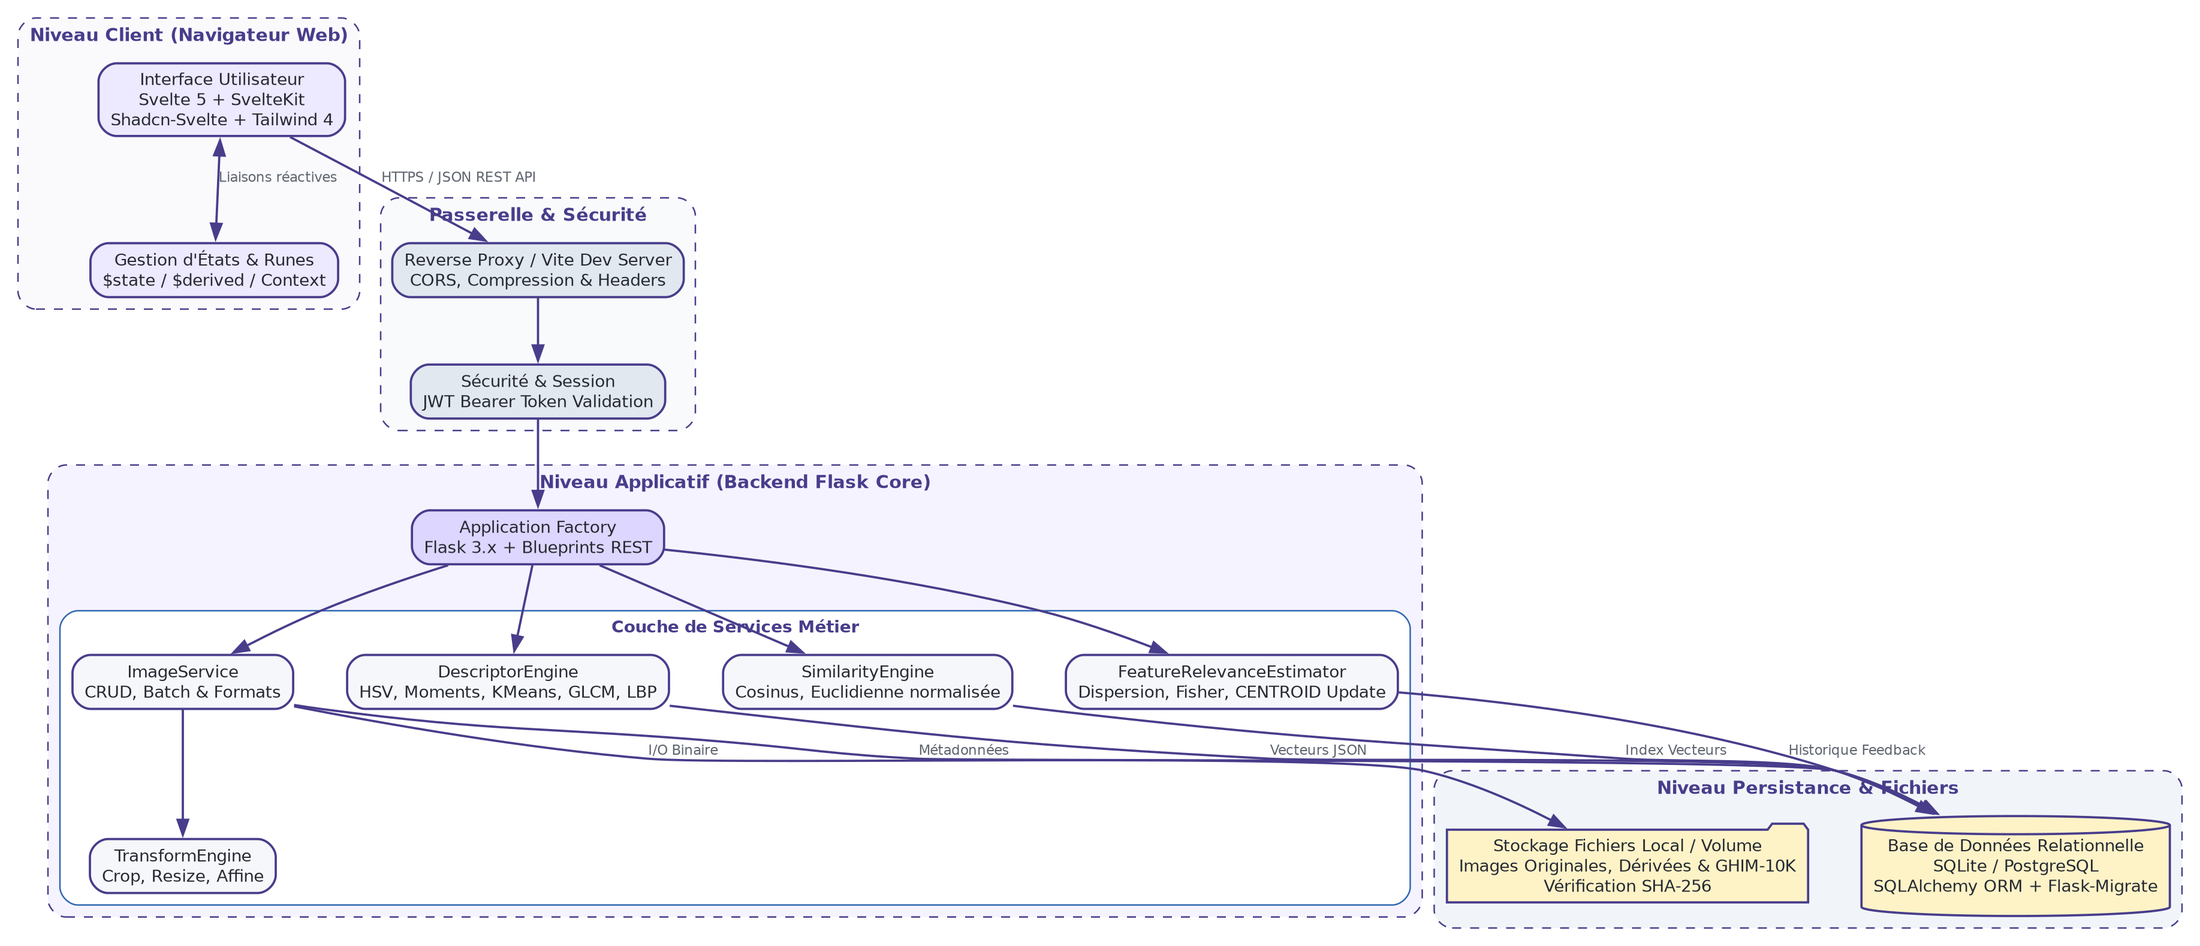 Niveau Client (Navigateur Web)
Interface Utilisateur
Svelte 5 + SvelteKit
Shadcn-Svelte + Tailwind 4
Liaisons réactives
HTTPS / JSON REST API
Gestion d'États & Runes
$state / $derived / Context
Passerelle & Sécurité
Reverse Proxy / Vite Dev Server
CORS, Compression & Headers
Sécurité & Session
JWT Bearer Token Validation
Niveau Applicatif (Backend Flask Core)
Application Factory
Flask 3.x + Blueprints REST
Couche de Services Métier
ImageService
CRUD, Batch & Formats
DescriptorEngine
HSV, Moments, KMeans, GLCM, LBP
SimilarityEngine
Cosinus, Euclidienne normalisée
FeatureRelevanceEstimator
Dispersion, Fisher, CENTROID Update
I/O Binaire
Métadonnées
Vecteurs JSON
Index Vecteurs
Historique Feedback
TransformEngine
Crop, Resize, Affine
Niveau Persistance & Fichiers
Stockage Fichiers Local / Volume
Images Originales, Dérivées & GHIM-10K
Vérification SHA-256
Base de Données Relationnelle
SQLite / PostgreSQL
SQLAlchemy ORM + Flask-Migrate